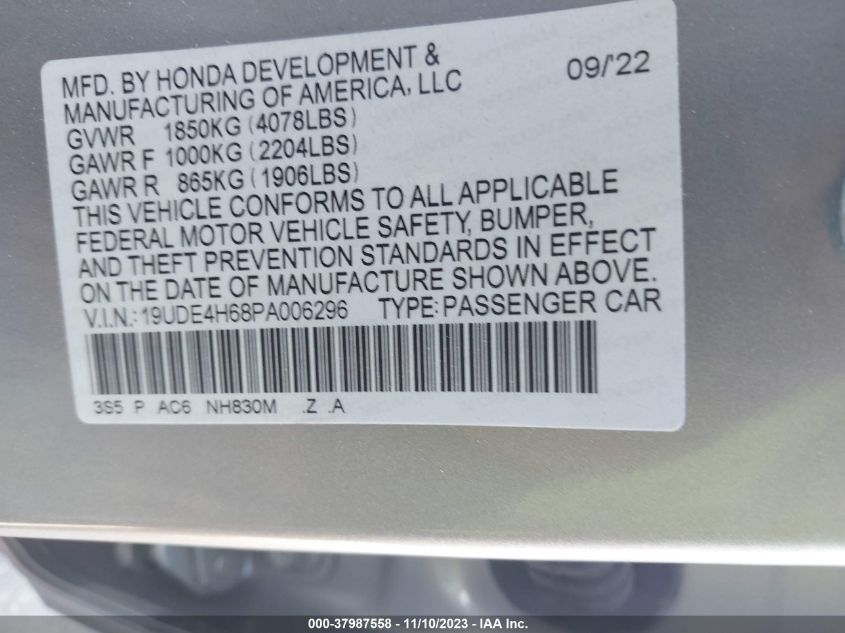 MFD. BY HONDA DEVELOPMENT & 09/'22
MANUFACTURING OF AMERICA, LLC
GVWR 1850KG (4078LBS)
GAWR F 1000KG (2204LBS)
GAWR R 865KG (1906LBS)
THIS VEHICLE CONFORMS TO ALL APPLICABLE
FEDERAL MOTOR VEHICLE SAFETY, BUMPER,
AND THEFT PREVENTION STANDARDS IN EFFECT
ON THE DATE OF MANUFACTURE SHOWN ABOVE.
V.I.N.: 19UDE4H68PA006296 TYPE: PASSENGER CAR
3S5 P AC6 NH830M .Z .A
000-37987558 - 11/10/2023 - IAA Inc.